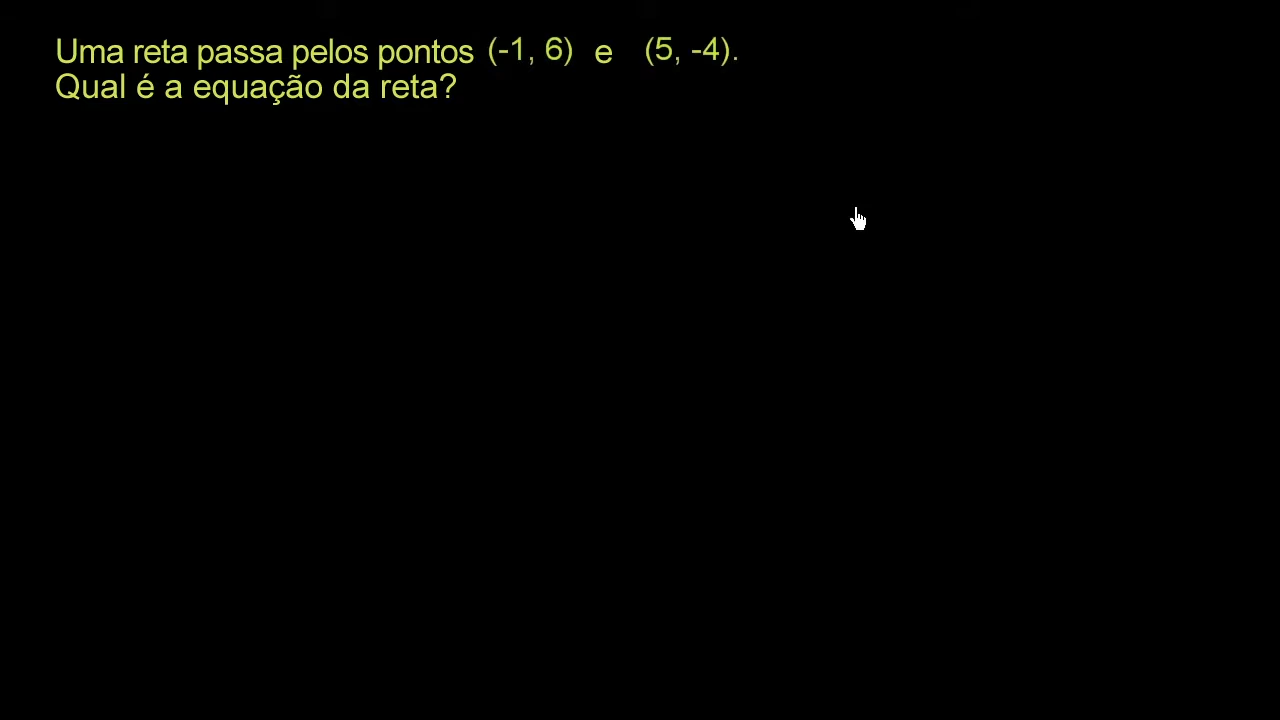 Uma reta passa pelos pontos (-1, 6) e (5, -4).
Qual é a equação da reta?